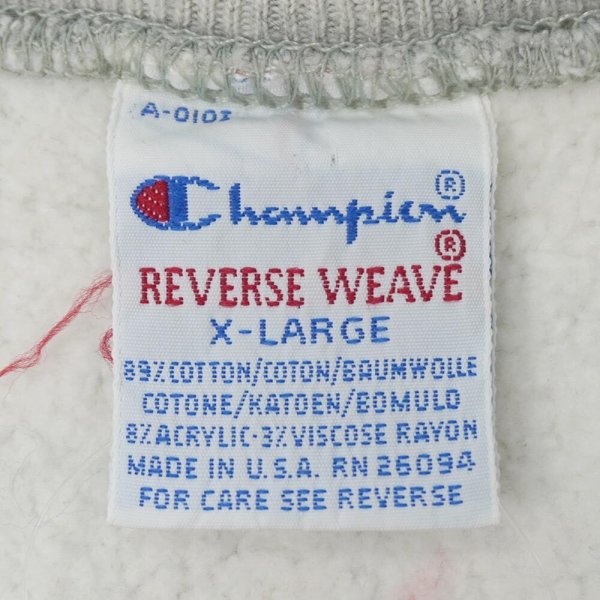 A-0101
Champion®
REVERSE WEAVE®
X-LARGE
89%COTTON/COTON/BAUMWOLLE
COTONE/KATOEN/BOMULD
8%ACRYLIC-3%VISCOSE RAYON
MADE IN U.S.A. RN 26094
FOR CARE SEE REVERSE